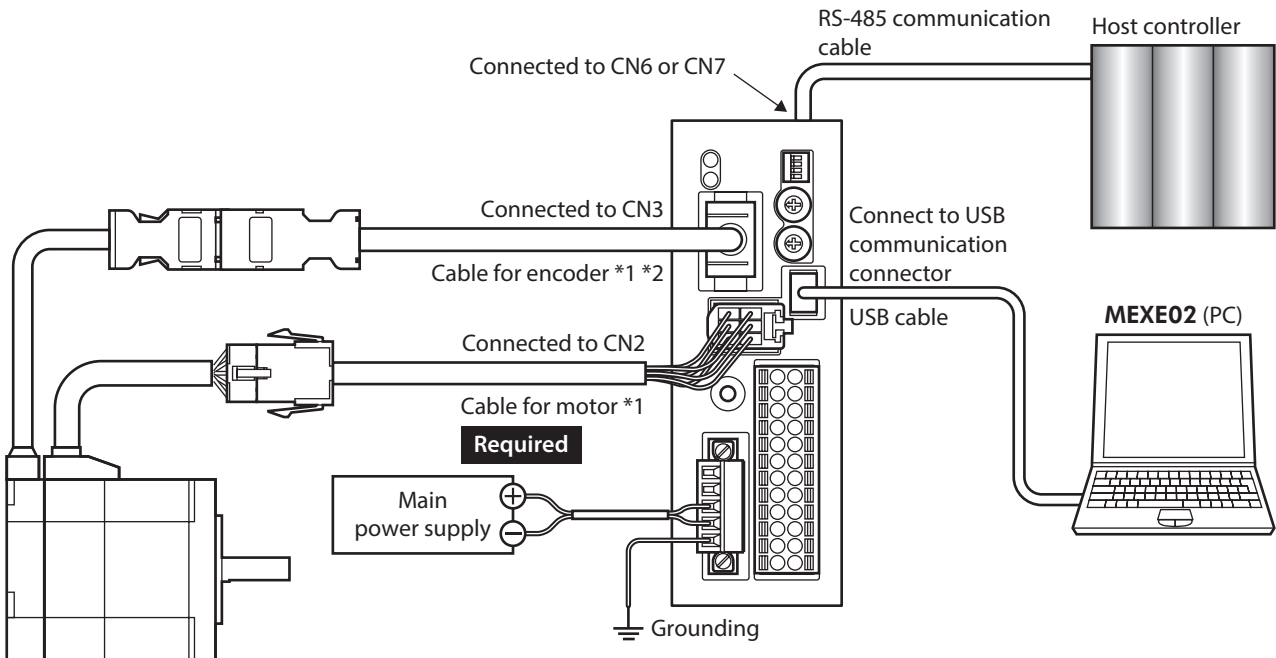 RS-485 communication
cable
Host controller
Connected to CN6 or CN7
Connected to CN3
Cable for encoder *1 *2
Connect to USB
communication
connector
USB cable
MEXE02 (PC)
Connected to CN2
Cable for motor *1
Required
Main
power supply
+
−
Grounding